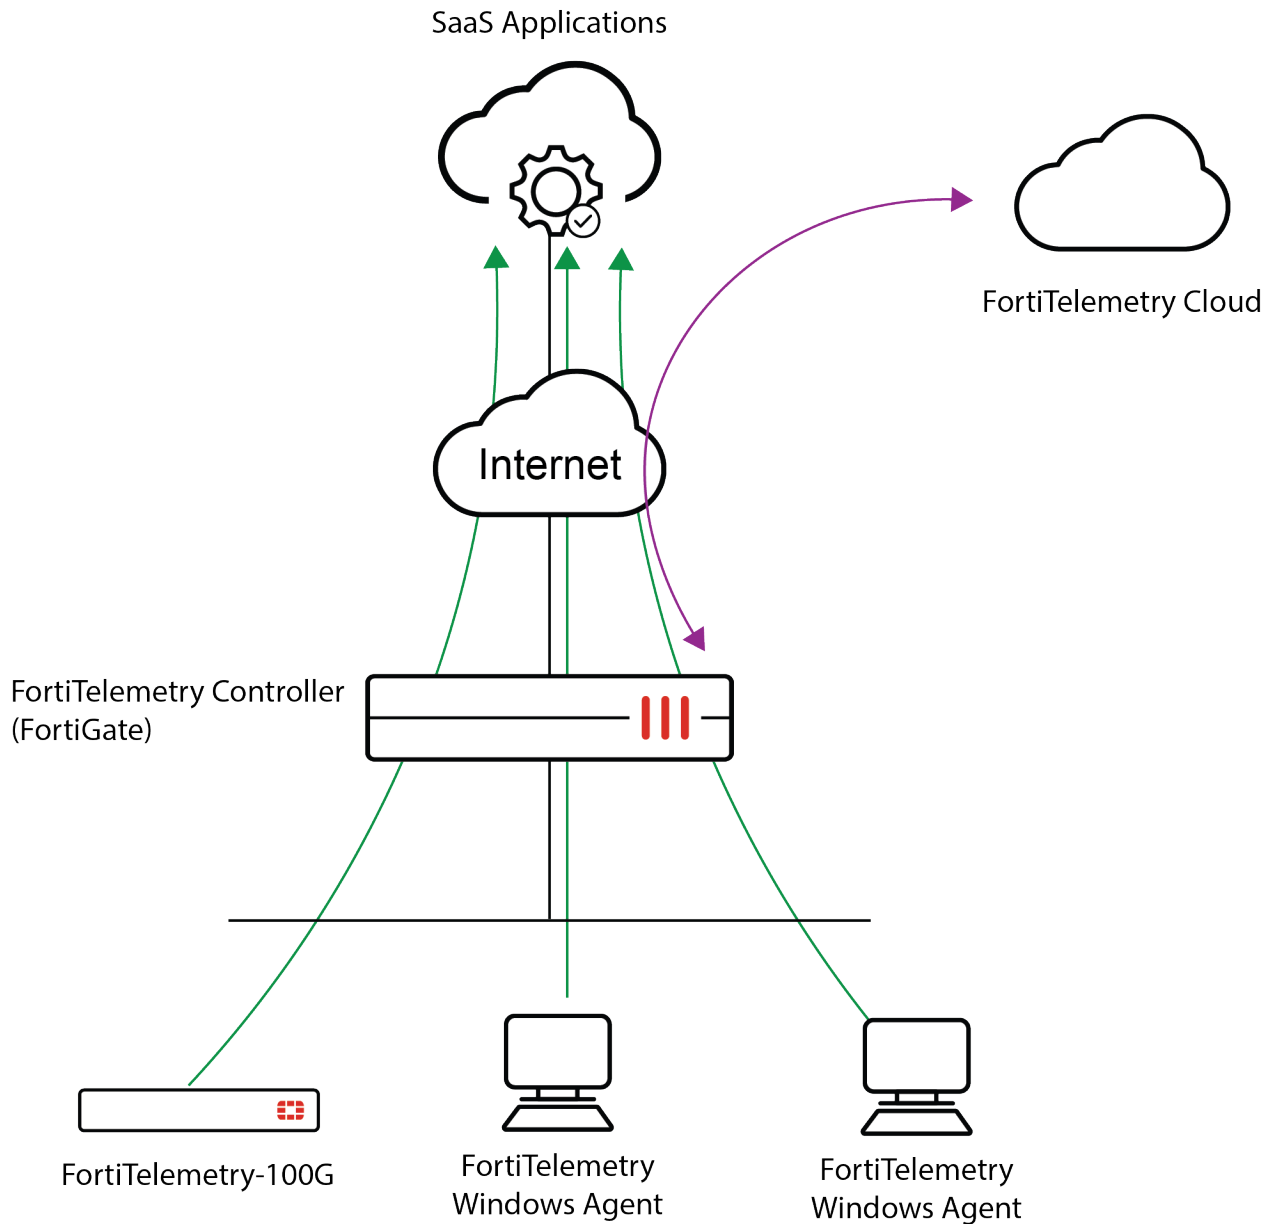 SaaS Applications
FortiTelemetry Cloud
Internet
FortiTelemetry Controller
(FortiGate)
FortiTelemetry-100G
FortiTelemetry
Windows Agent
FortiTelemetry
Windows Agent